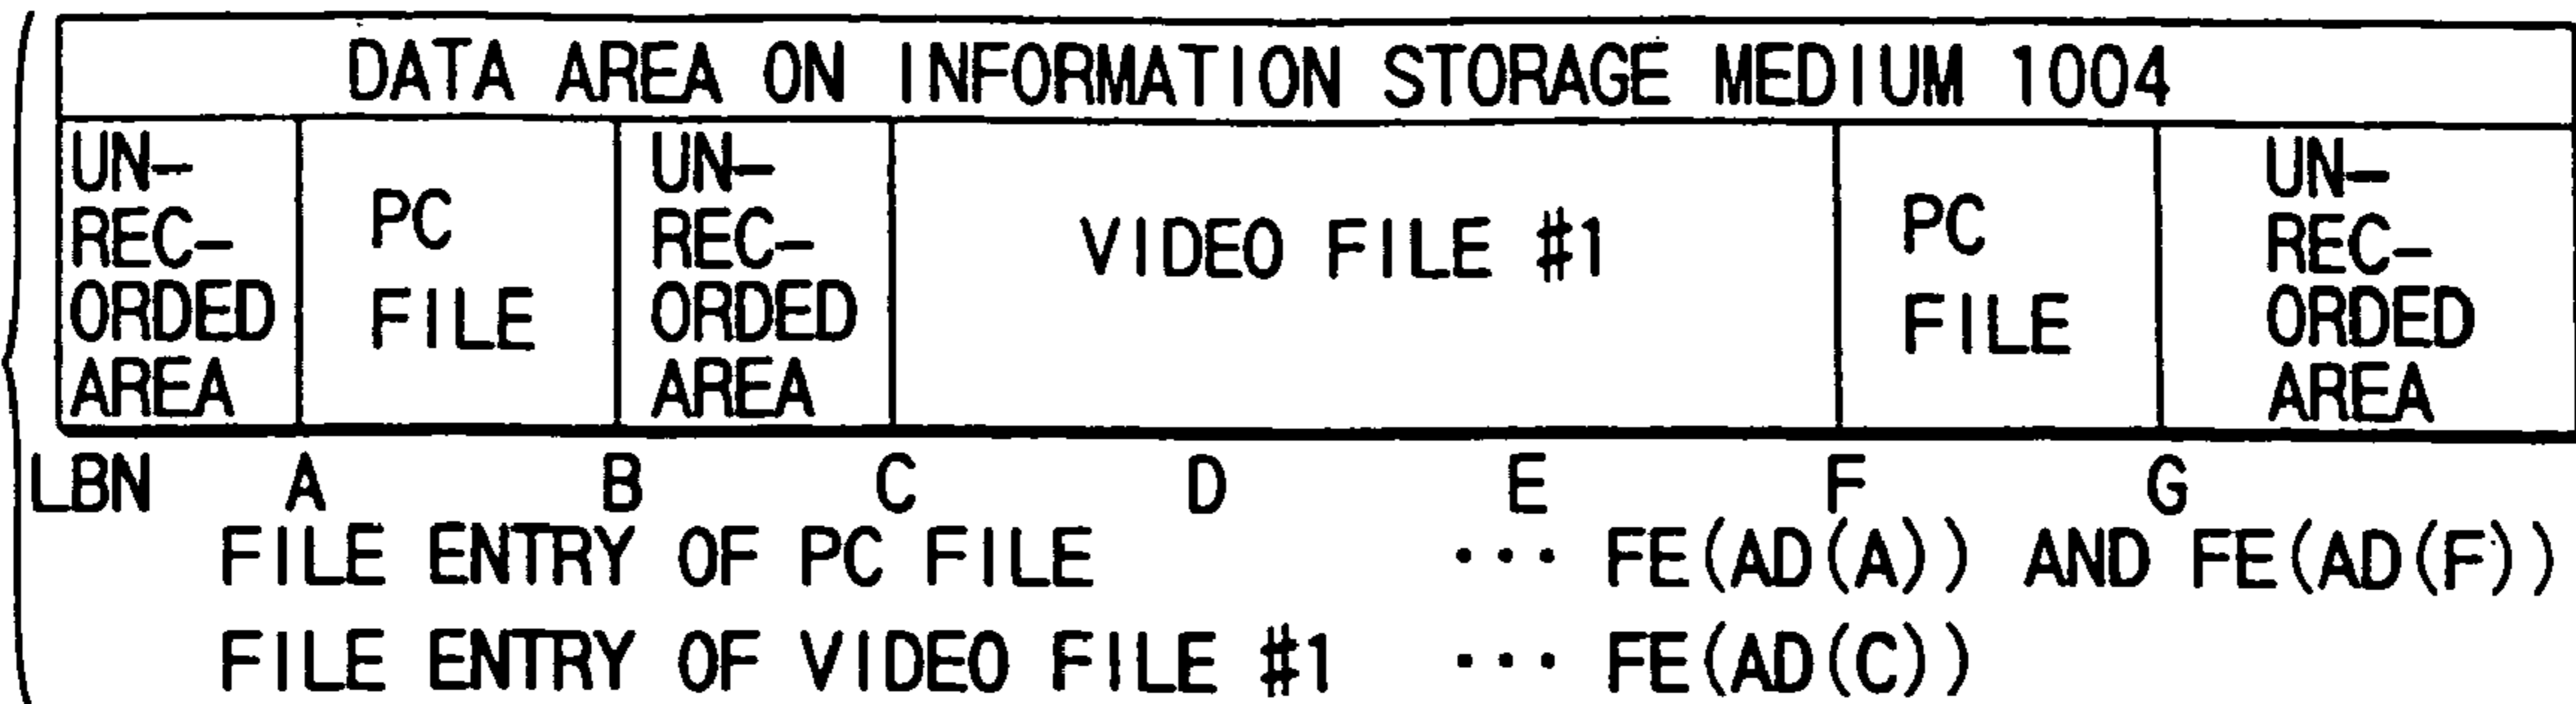 DATA AREA ON INFORMATION STORAGE MEDIUM 1004
UN-
REC-
ORDED
AREA
PC
FILE
UN-
REC-
ORDED
AREA
VIDEO FILE #1
PC
FILE
UN-
REC-
ORDED
AREA
LBN A B C D E F G
FILE ENTRY OF PC FILE ··· FE(AD(A)) AND FE(AD(F))
FILE ENTRY OF VIDEO FILE #1 ··· FE(AD(C))